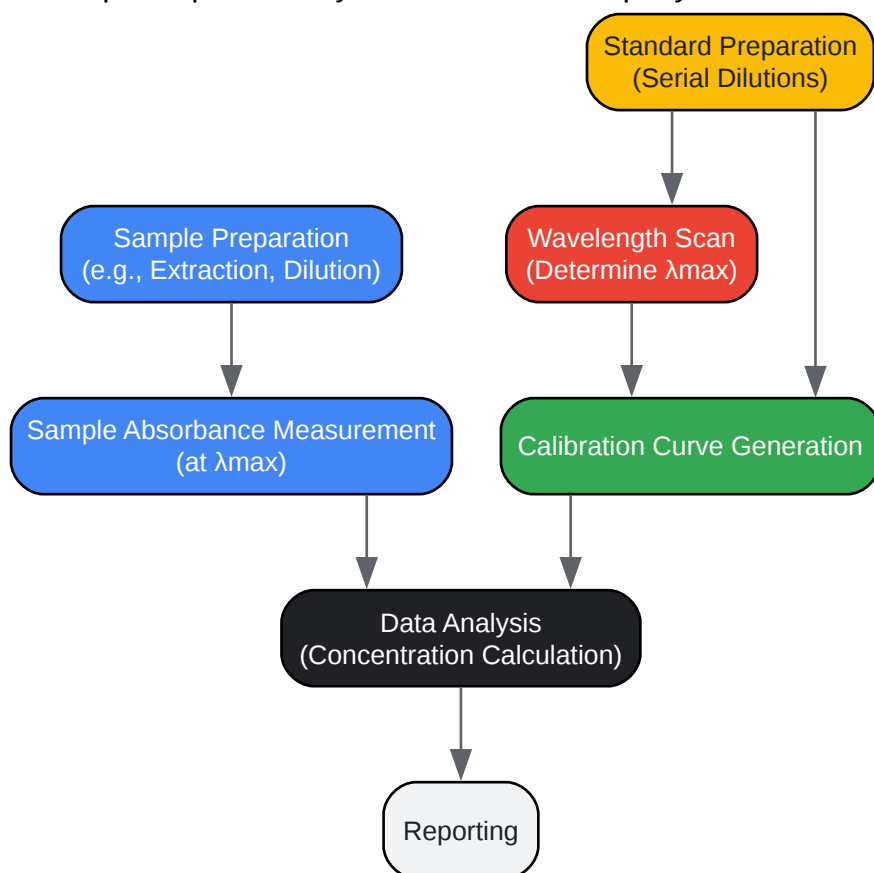 Standard Preparation
(Serial Dilutions)
Sample Preparation
(e.g., Extraction, Dilution)
Wavelength Scan
(Determine λmax)
Sample Absorbance Measurement
(at λmax)
Calibration Curve Generation
Data Analysis
(Concentration Calculation)
Reporting